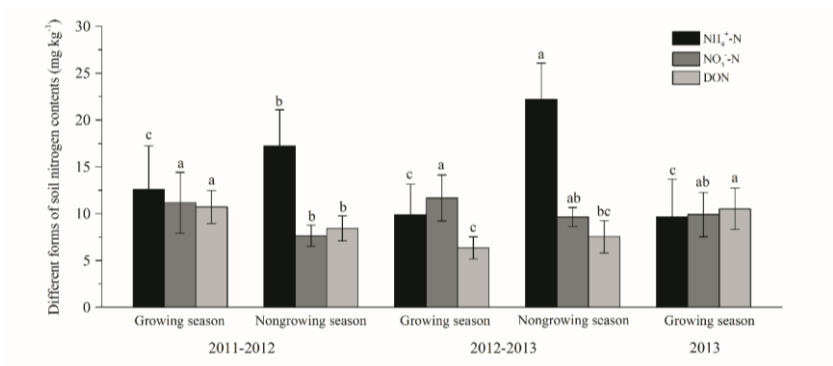 Different forms of soil nitrogen contents (mg kg⁻¹)
30
25
20
15
10
5
0
NH₄⁺-N
NO₃⁻-N
DON
c
a
a
b
b
b
c
a
c
a
ab
bc
c
ab
a
Growing season
Nongrowing season
Growing season
Nongrowing season
Growing season
2011-2012
2012-2013
2013